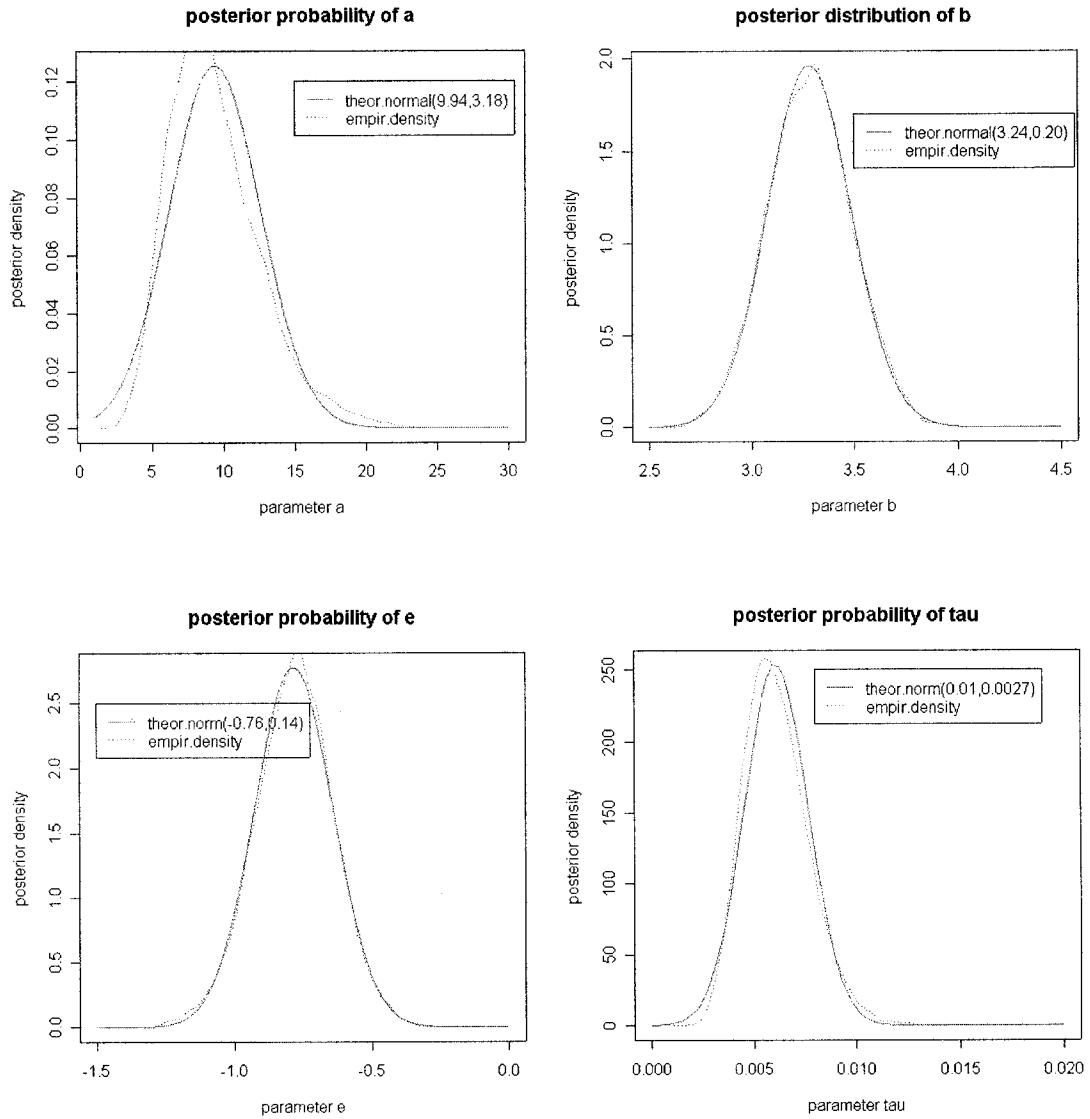 posterior probability of a
0.12
0.10
0.08
0.06
0.04
0.02
0.00
posterior density
theor.normal(9.94,3.18)
empir.density
0
5
10
15
20
25
30
parameter a
posterior distribution of b
2.0
1.5
1.0
0.5
0.0
posterior density
theor.normal(3.24,0.20)
empir.density
2.5
3.0
3.5
4.0
4.5
parameter b
posterior probability of e
2.5
2.0
1.5
1.0
0.5
0.0
posterior density
theor.norm(-0.76,0.14)
empir.density
-1.5
-1.0
-0.5
0.0
parameter e
posterior probability of tau
250
200
150
100
50
0
posterior density
theor.norm(0.01,0.0027)
empir.density
0.000
0.005
0.010
0.015
0.020
parameter tau